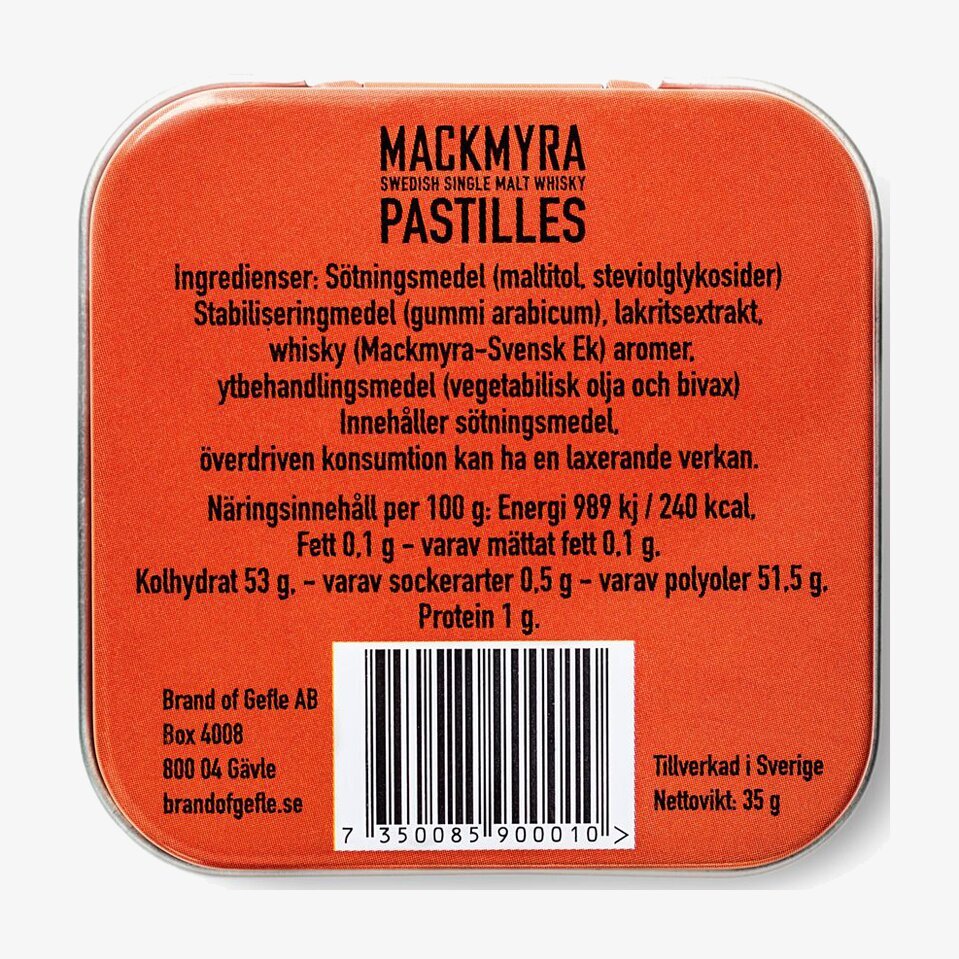 MACKMYRA
SWEDISH SINGLE MALT WHISKY
PASTILLES
Ingredienser: Sötningsmedel (maltitol, steviolglykosider)
Stabiliseringmedel (gummi arabicum), lakritsextrakt,
whisky (Mackmyra-Svensk Ek) aromer,
ytbehandlingsmedel (vegetabilisk olja och bivax)
Innehåller sötningsmedel,
överdriven konsumtion kan ha en laxerande verkan.
Näringsinnehåll per 100 g: Energi 989 kj / 240 kcal,
Fett 0,1 g - varav mättat fett 0,1 g,
Kolhydrat 53 g, - varav sockerarter 0,5 g - varav polyoler 51,5 g,
Protein 1 g.
Brand of Gefle AB
Box 4008
800 04 Gävle
brandofgefle.se
7 350085 900010 >
Tillverkad i Sverige
Nettovikt: 35 g